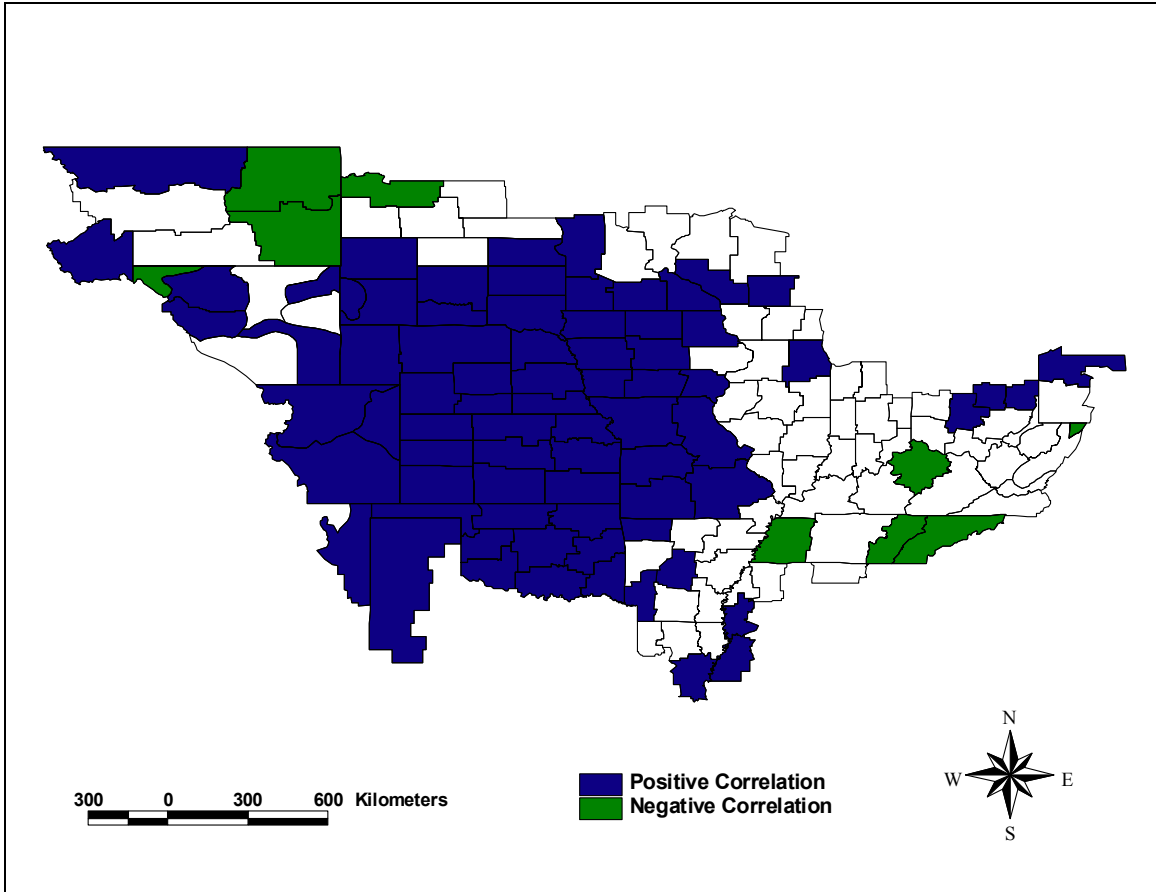 N
W E
S
300 0 300 600 Kilometers
Positive Correlation
Negative Correlation